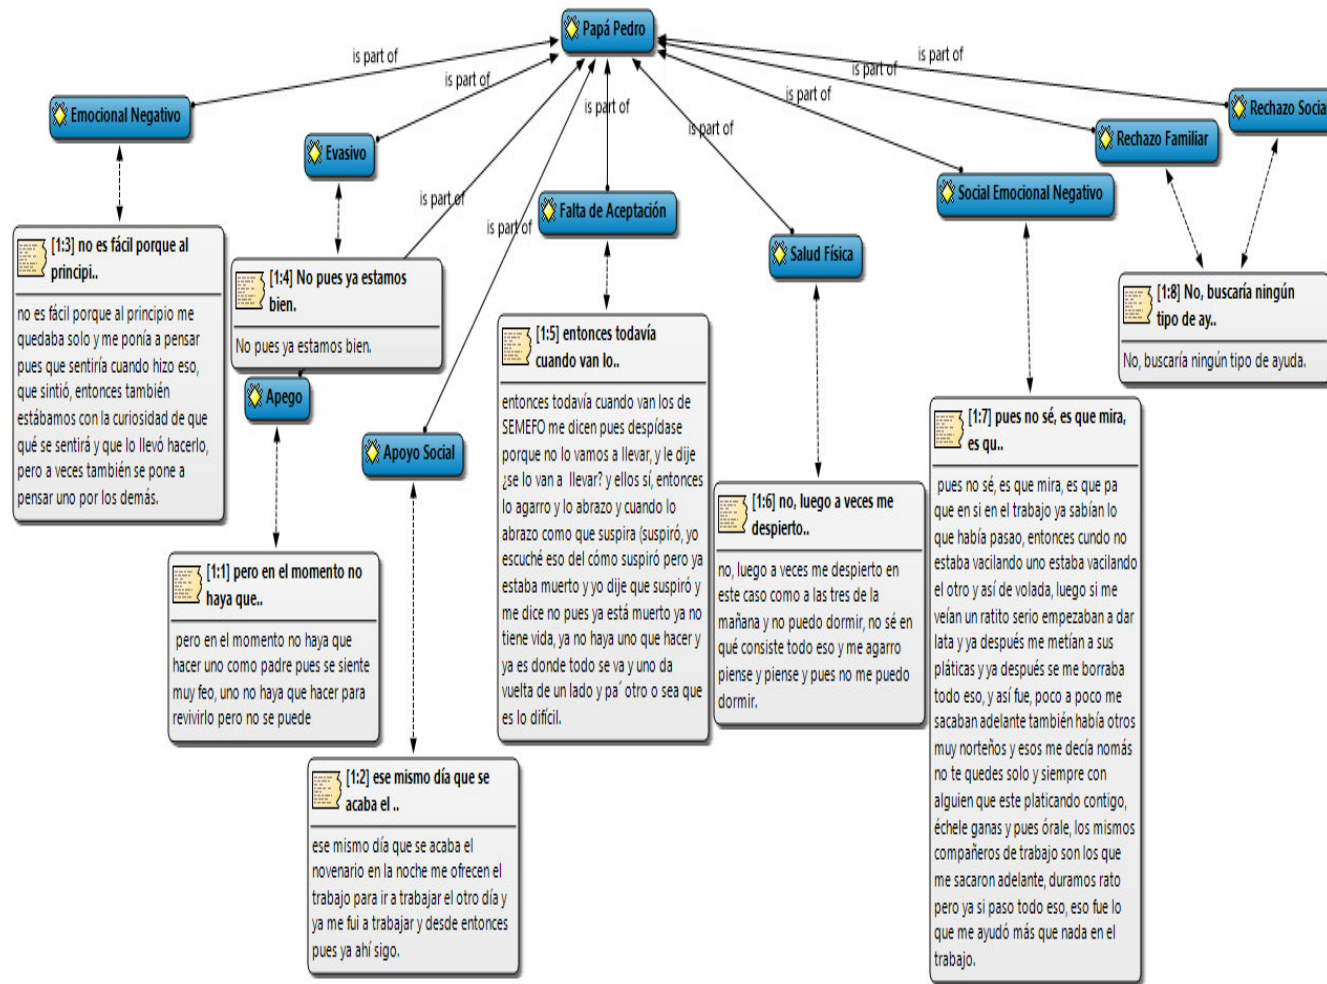 Papá Pedro
is part of
is part of
is part of
is part of
is part of
is part of
is part of
is part of
is part of
Emocional Negativo
Evasivo
Falta de Aceptación
Salud Física
Social Emocional Negativo
Rechazo Familiar
Rechazo Social
[1:3] no es fácil porque al
principi..
no es fácil porque al principio me
quedaba solo y me ponía a pensar
pues que sentiría cuando hizo eso,
que sintió, entonces también
estábamos con la curiosidad de que
qué se sentirá y que lo llevó hacerlo,
pero a veces también se pone a
pensar uno por los demás.
[1:4] No pues ya estamos
bien.
No pues ya estamos bien.
Apego
[1:1] pero en el momento no
haya que..
pero en el momento no haya que
hacer uno como padre pues se siente
muy feo, uno no haya que hacer para
revivirlo pero no se puede
Apoyo Social
[1:2] ese mismo día que se
acaba el ..
ese mismo día que se acaba el
novenario en la noche me ofrecen el
trabajo para ir a trabajar el otro día y
ya me fui a trabajar y desde entonces
pues ya ahí sigo.
[1:5] entonces todavía
cuando van lo..
entonces todavía cuando van los de
SEMEFO me dicen pues despídase
porque no lo vamos a llevar, y le dije
¿se lo van a llevar? y ellos sí, entonces
lo agarro y lo abrazo y cuando lo
abrazo como que suspira (suspiró, yo
escuché eso del cómo suspiró pero ya
estaba muerto y yo dije que suspiró y
me dice no pues ya está muerto ya no
tiene vida, ya no haya uno que hacer y
ya es donde todo se va y uno da
vuelta de un lado y pa´ otro o sea que
es lo difícil.
[1:6] no, luego a veces me
despierto..
no, luego a veces me despierto en
este caso como a las tres de la
mañana y no puedo dormir, no sé en
qué consiste todo eso y me agarro
piense y piense y pues no me puedo
dormir.
[1:7] pues no sé, es que mira,
es qu..
pues no sé, es que mira, es que pa
que en si en el trabajo ya sabían lo
que había pasao, entonces cundo no
estaba vacilando uno estaba vacilando
el otro y así de volada, luego si me
veían un ratito serio empezaban a dar
lata y ya después me metían a sus
pláticas y ya después se me borraba
todo eso, y así fue, poco a poco me
sacaban adelante también había otros
muy norteños y esos me decía nomás
no te quedes solo y siempre con
alguien que este platicando contigo,
échele ganas y pues órale, los mismos
compañeros de trabajo son los que
me sacaron adelante, duramos rato
pero ya si paso todo eso, eso fue lo
que me ayudó más que nada en el
trabajo.
[1:8] No, buscaría ningún
tipo de ay..
No, buscaría ningún tipo de ayuda.